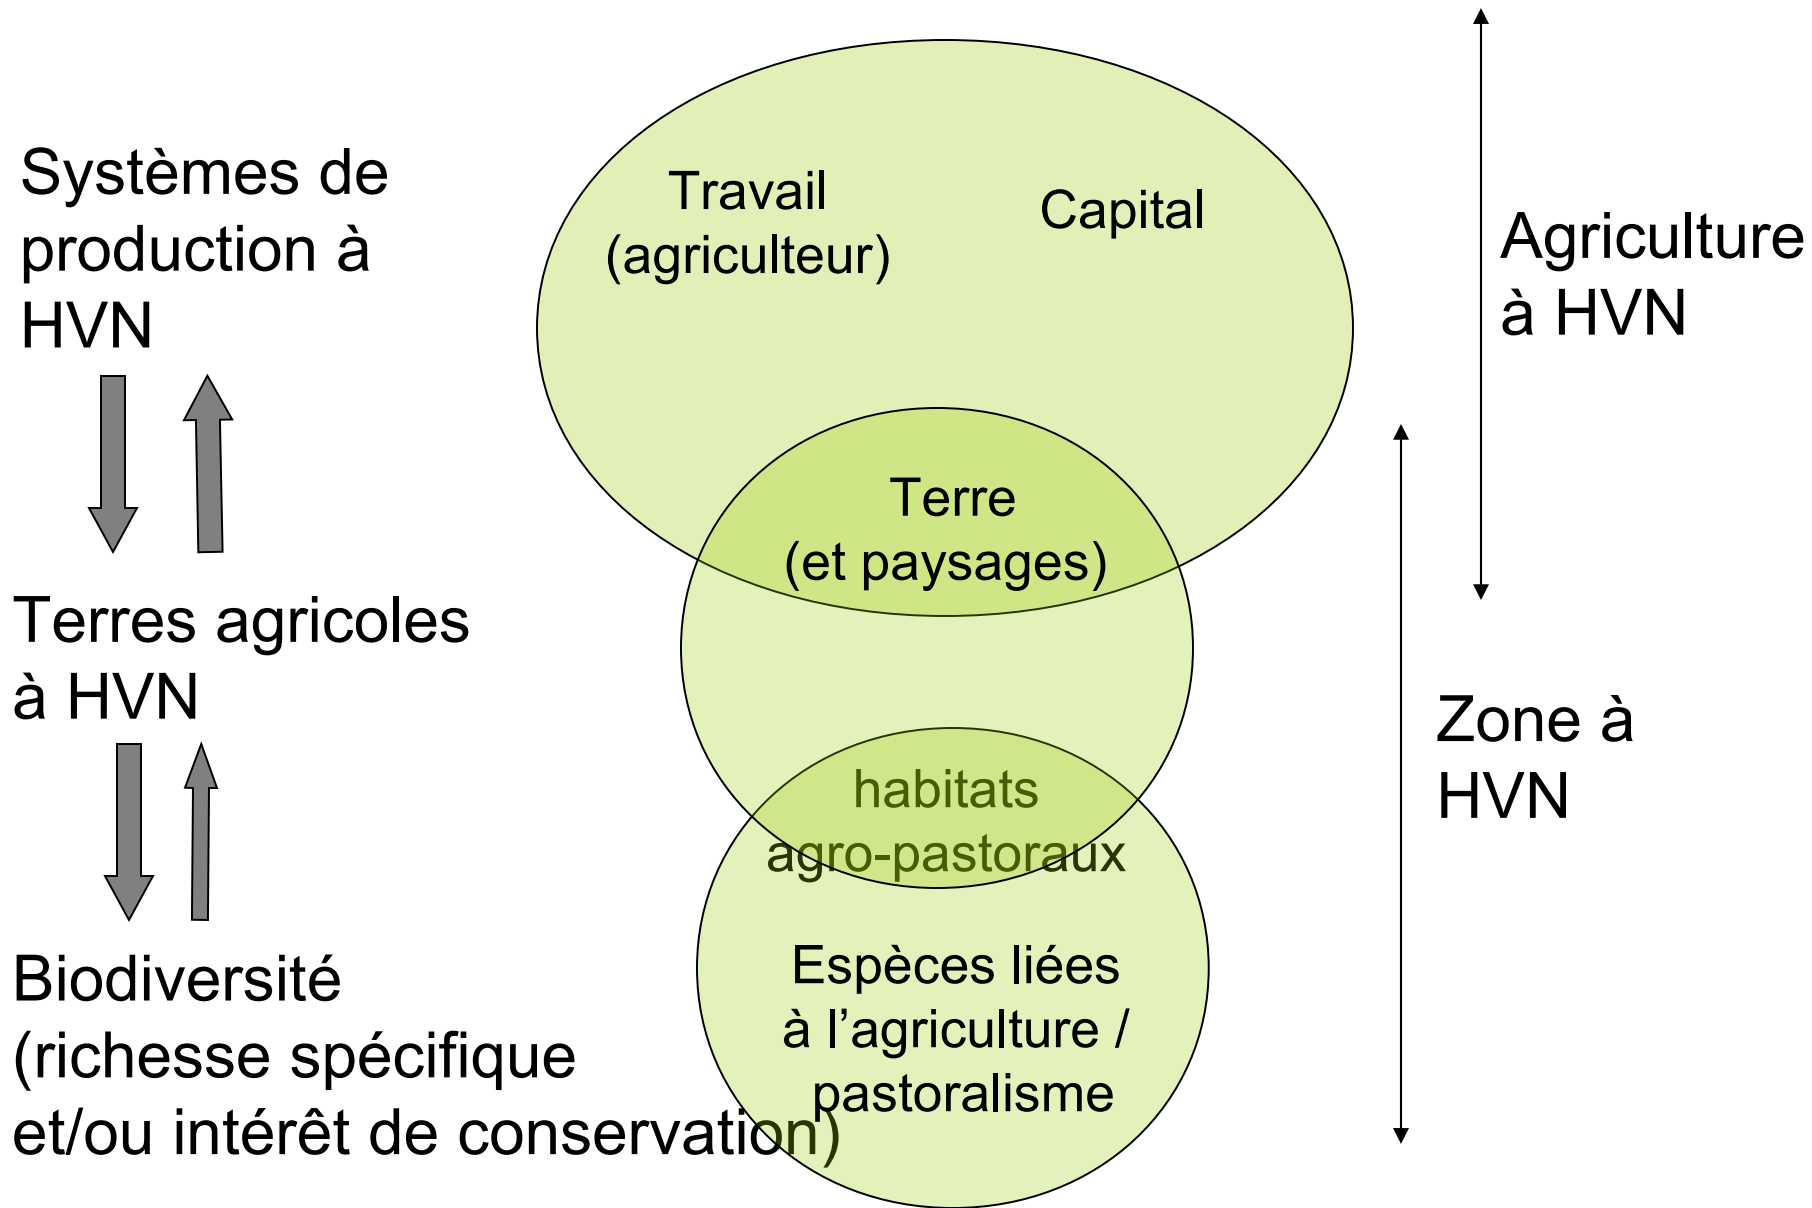 Systèmes de
production à
HVN
Terres agricoles
à HVN
Biodiversité
(richesse spécifique
et/ou intérêt de conservation)
Travail
(agriculteur)
Capital
Terre
(et paysages)
habitats
agro-pastoraux
Espèces liées
à l’agriculture /
pastoralisme
Agriculture
à HVN
Zone à
HVN